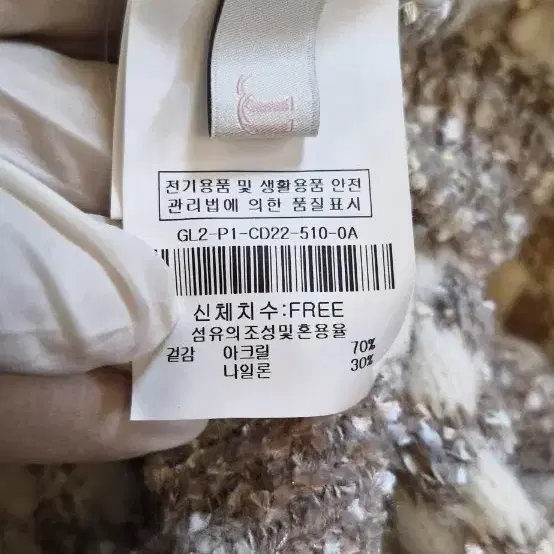 전기용품 및 생활용품 안전
관리법에 의한 품질표시
GL2-P1-CD22-510-0A
신체치수:FREE
섬유의조성및혼용율
겉감 아크릴 70%
나일론 30%